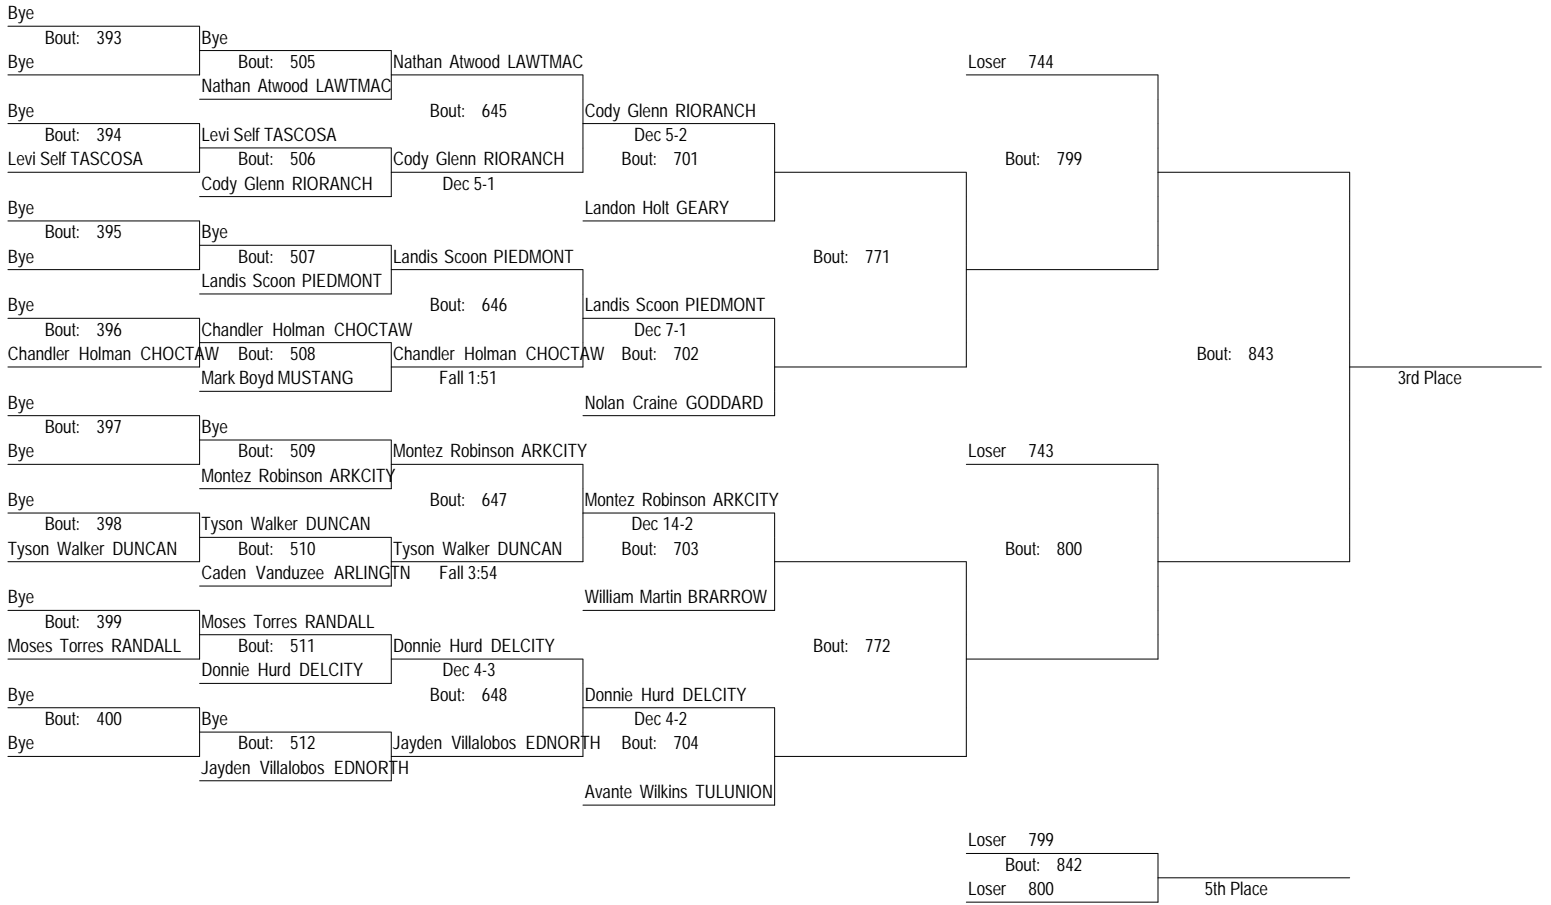 Bye
Bout: 393
Bye
Bye
Bout: 394
Levi Self TASCOSA
Bye
Bout: 395
Bye
Bye
Bout: 396
Chandler Holman CHOCTAW
Bye
Bout: 397
Bye
Bye
Bout: 398
Tyson Walker DUNCAN
Bye
Bout: 399
Moses Torres RANDALL
Bye
Bout: 400
Bye
Bye
Bout: 505
Nathan Atwood LAWTMAC
Levi Self TASCOSA
Bout: 506
Cody Glenn RIORANCH
Bye
Bout: 507
Landis Scoon PIEDMONT
Chandler Holman CHOCTAW
Bout: 508
Mark Boyd MUSTANG
Bye
Bout: 509
Montez Robinson ARKCITY
Tyson Walker DUNCAN
Bout: 510
Caden Vanduzee ARLINGTN
Moses Torres RANDALL
Bout: 511
Donnie Hurd DELCITY
Bye
Bout: 512
Jayden Villalobos EDNORTH
Nathan Atwood LAWTMAC
Bout: 645
Cody Glenn RIORANCH
Dec 5-1
Landis Scoon PIEDMONT
Bout: 646
Chandler Holman CHOCTAW
Fall 1:51
Montez Robinson ARKCITY
Bout: 647
Tyson Walker DUNCAN
Fall 3:54
Donnie Hurd DELCITY
Dec 4-3
Bout: 648
Jayden Villalobos EDNORTH
Cody Glenn RIORANCH
Dec 5-2
Bout: 701
Landon Holt GEARY
Landis Scoon PIEDMONT
Dec 7-1
Bout: 702
Nolan Craine GODDARD
Montez Robinson ARKCITY
Dec 14-2
Bout: 703
William Martin BRARROW
Donnie Hurd DELCITY
Dec 4-2
Bout: 704
Avante Wilkins TULUNION
Bout: 771
Bout: 772
Loser 744
Bout: 799
Loser 743
Bout: 800
Bout: 843
3rd Place
Loser 799
Bout: 842
Loser 800
5th Place